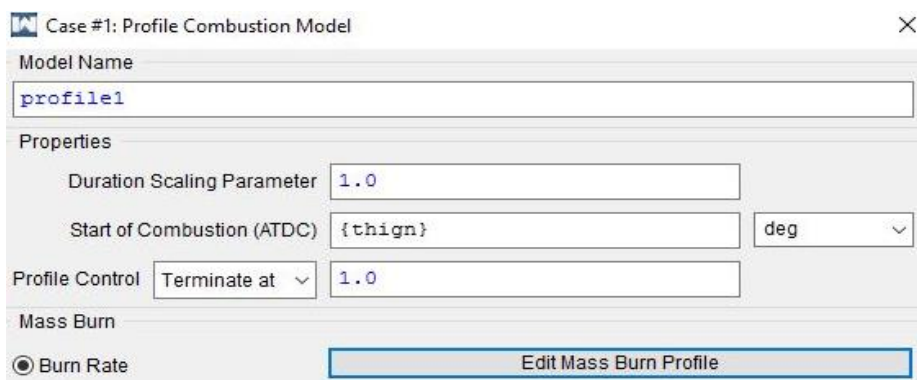 Case #1: Profile Combustion Model
Model Name
profile1
Properties
Duration Scaling Parameter 1.0
Start of Combustion (ATDC) {thign} deg
Profile Control Terminate at 1.0
Mass Burn
Burn Rate Edit Mass Burn Profile